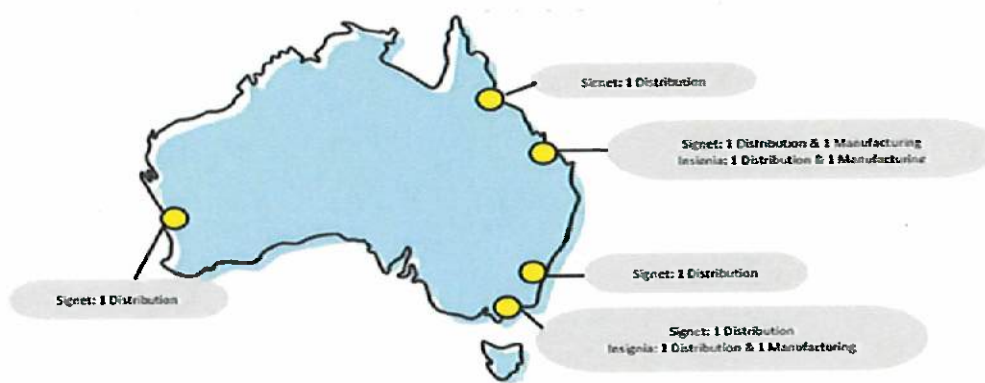 Signet: 1 Distribution
Signet: 1 Distribution & 1 Manufacturing
Insignia: 1 Distribution & 1 Manufacturing
Signet: 1 Distribution
Signet: 1 Distribution
Signet: 1 Distribution
Insignia: 1 Distribution & 1 Manufacturing